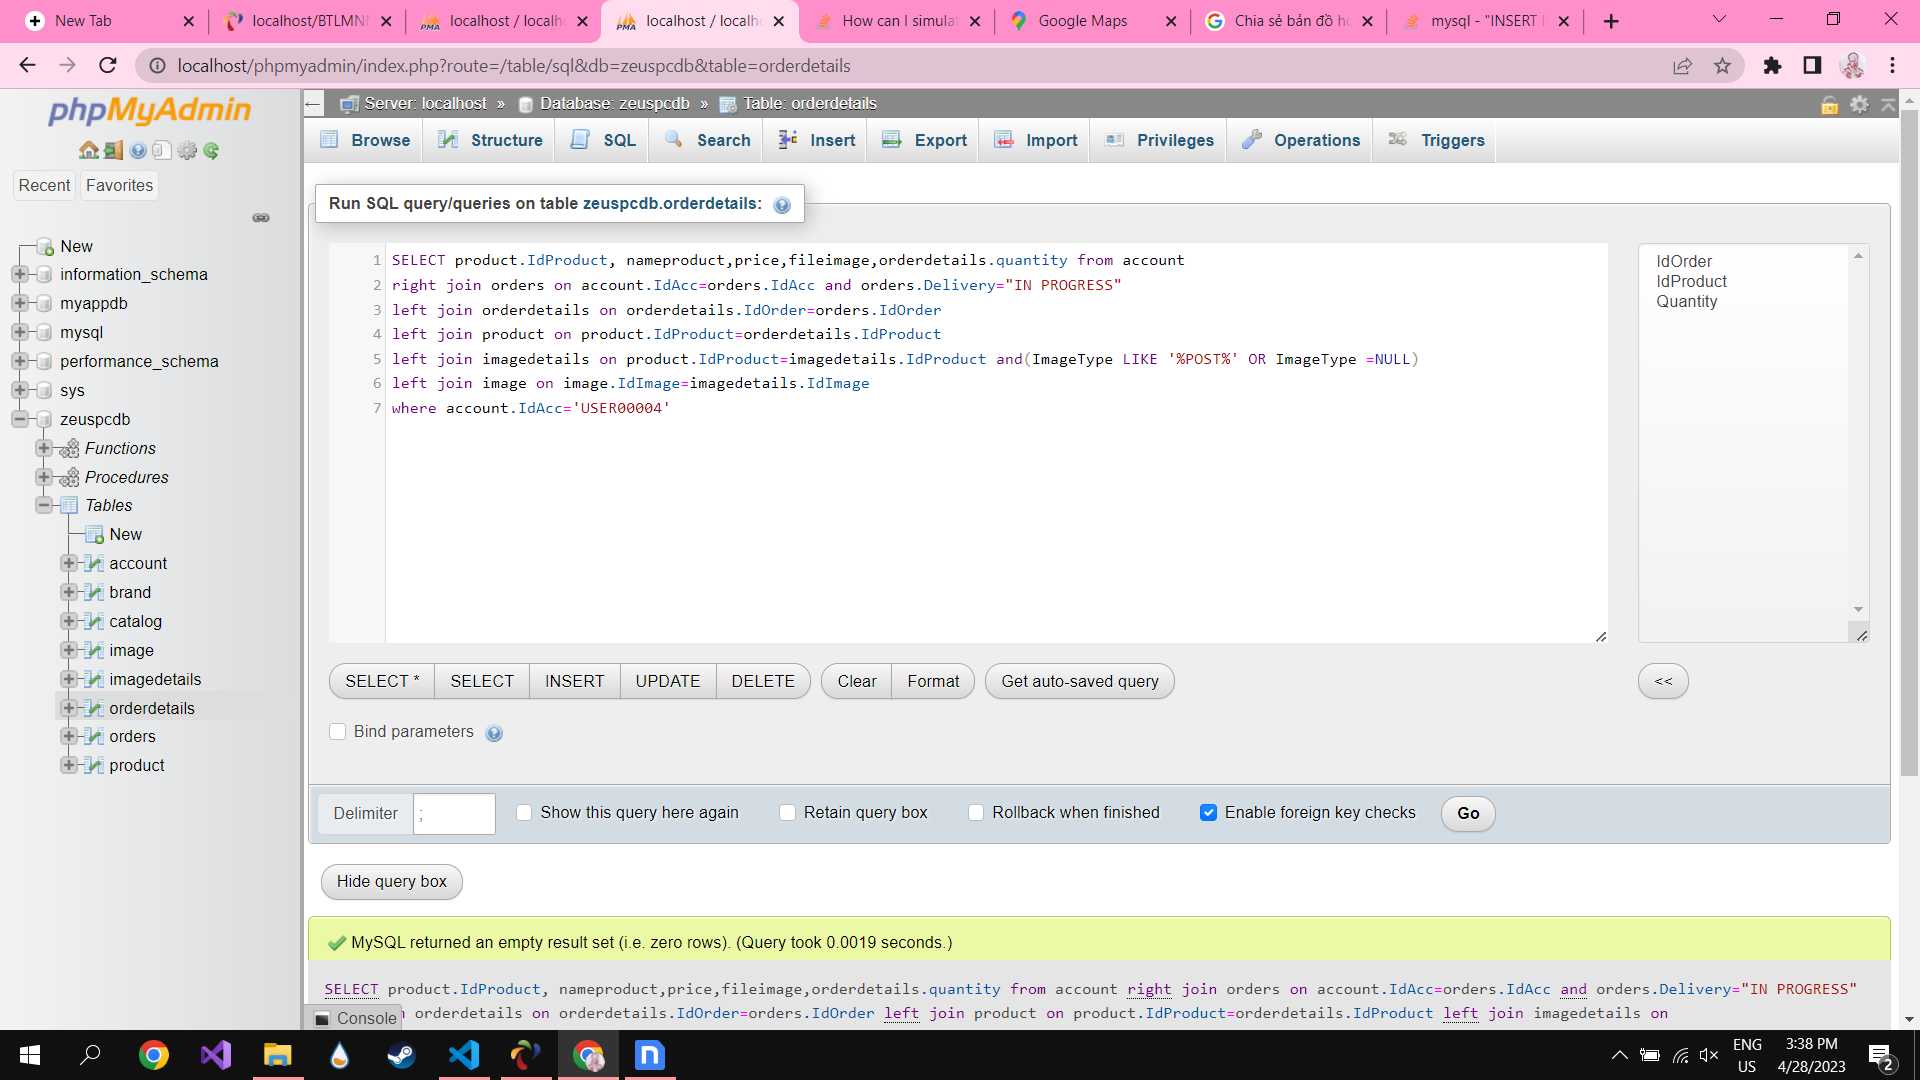 New Tab
localhost/BTLMNM
localhost / localh
localhost / localh
How can I simulat
Google Maps
Chia sẻ bản đồ ho
mysql - "INSERT I
localhost/phpmyadmin/index.php?route=/table/sql&db=zeuspcdb&table=orderdetails
phpMyAdmin
Recent
Favorites
New
information_schema
myappdb
mysql
performance_schema
sys
zeuspcdb
Functions
Procedures
Tables
New
account
brand
catalog
image
imagedetails
orderdetails
orders
product
Server: localhost » Database: zeuspcdb » Table: orderdetails
Browse Structure SQL Search Insert Export Import Privileges Operations Triggers
Run SQL query/queries on table zeuspcdb.orderdetails:
1 SELECT product.IdProduct, nameproduct,price,fileimage,orderdetails.quantity from account
2 right join orders on account.IdAcc=orders.IdAcc and orders.Delivery="IN PROGRESS"
3 left join orderdetails on orderdetails.IdOrder=orders.IdOrder
4 left join product on product.IdProduct=orderdetails.IdProduct
5 left join imagedetails on product.IdProduct=imagedetails.IdProduct and(ImageType LIKE '%POST%' OR ImageType =NULL)
6 left join image on image.IdImage=imagedetails.IdImage
7 where account.IdAcc='USER00004'
IdOrder
IdProduct
Quantity
SELECT * SELECT INSERT UPDATE DELETE Clear Format Get auto-saved query <<
Bind parameters
Delimiter ; Show this query here again Retain query box Rollback when finished Enable foreign key checks Go
Hide query box
MySQL returned an empty result set (i.e. zero rows). (Query took 0.0019 seconds.)
SELECT product.IdProduct, nameproduct,price,fileimage,orderdetails.quantity from account right join orders on account.IdAcc=orders.IdAcc and orders.Delivery="IN PROGRESS"
orderdetails on orderdetails.IdOrder=orders.IdOrder left join product on product.IdProduct=orderdetails.IdProduct left join imagedetails on
Console
ENG
US
3:38 PM
4/28/2023
2